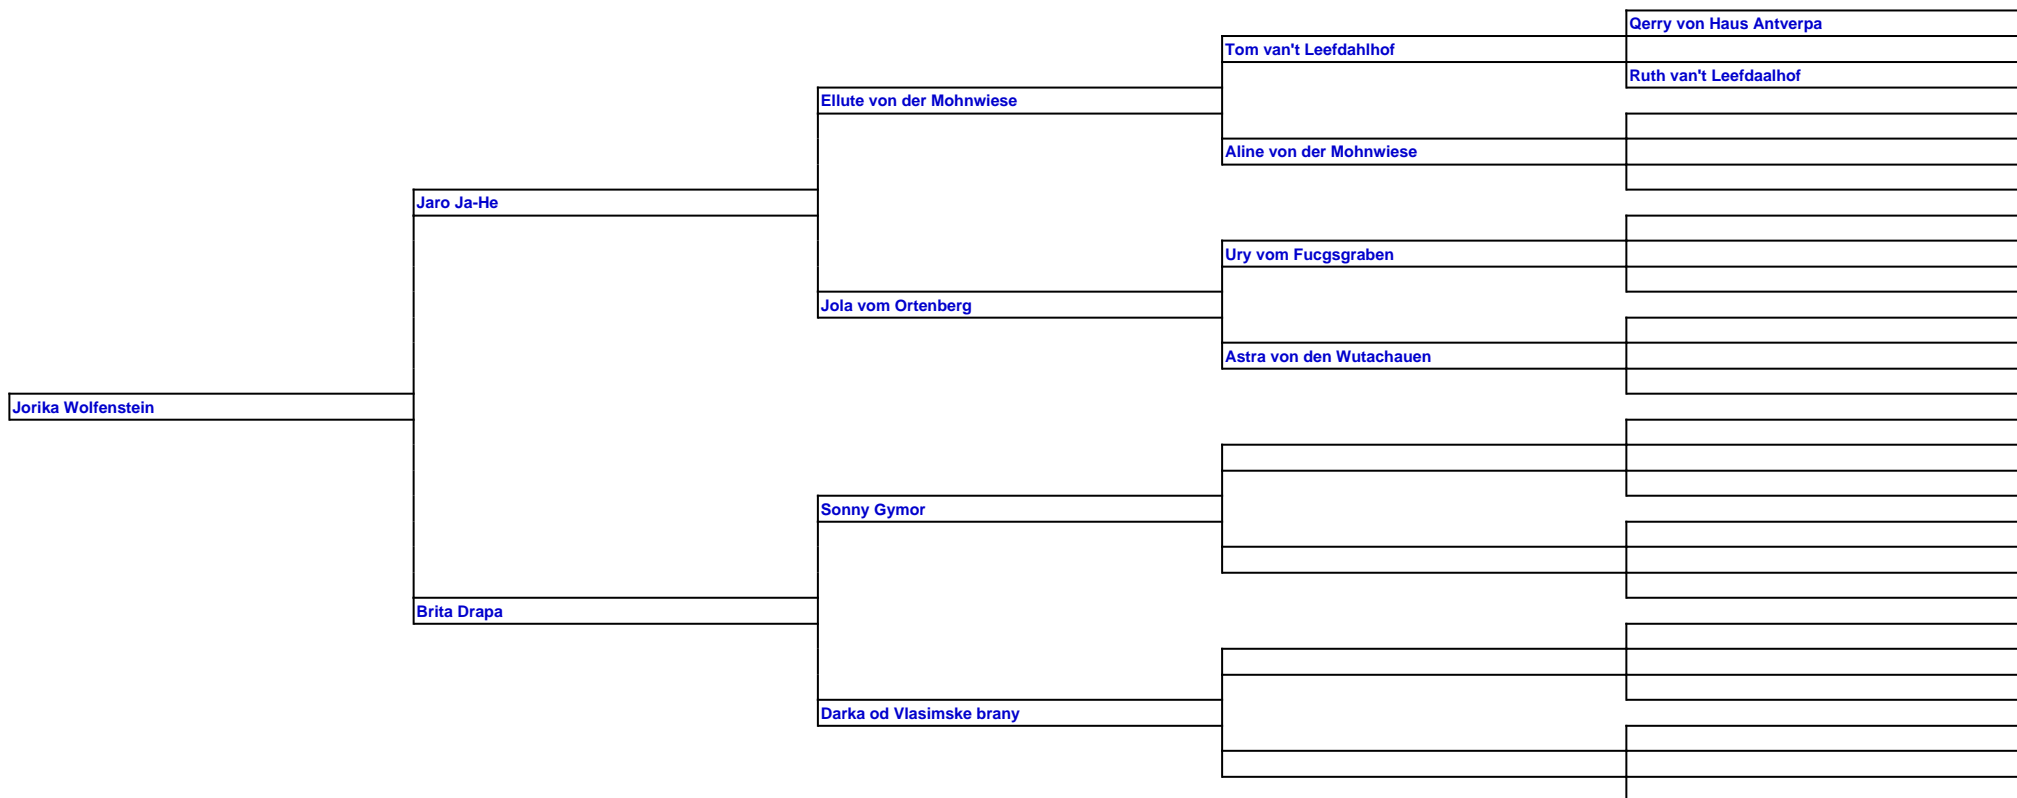 Qerry von Haus Antverpa
Tom van't Leefdahlhof
Ruth van't Leefdaalhof
Ellute von der Mohnwiese
Aline von der Mohnwiese
Jaro Ja-He
Ury vom Fucgsgraben
Jola vom Ortenberg
Astra von den Wutachauen
Jorika Wolfenstein
Sonny Gymor
Brita Drapa
Darka od Vlasimske brany